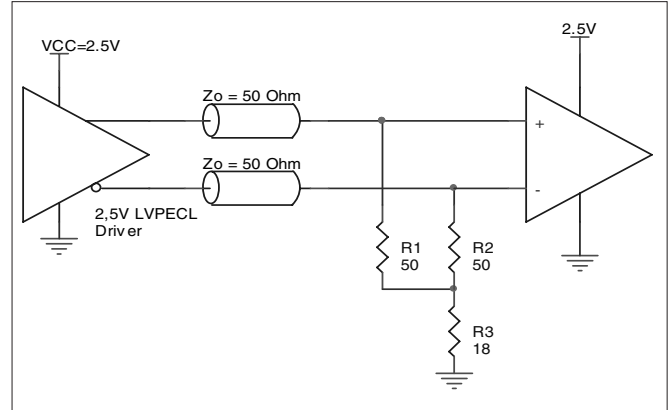 VCC=2.5V
2.5V
Zo = 50 Ohm
+
Zo = 50 Ohm
-
2,5V LVPECL
Driver
R1
50
R2
50
R3
18